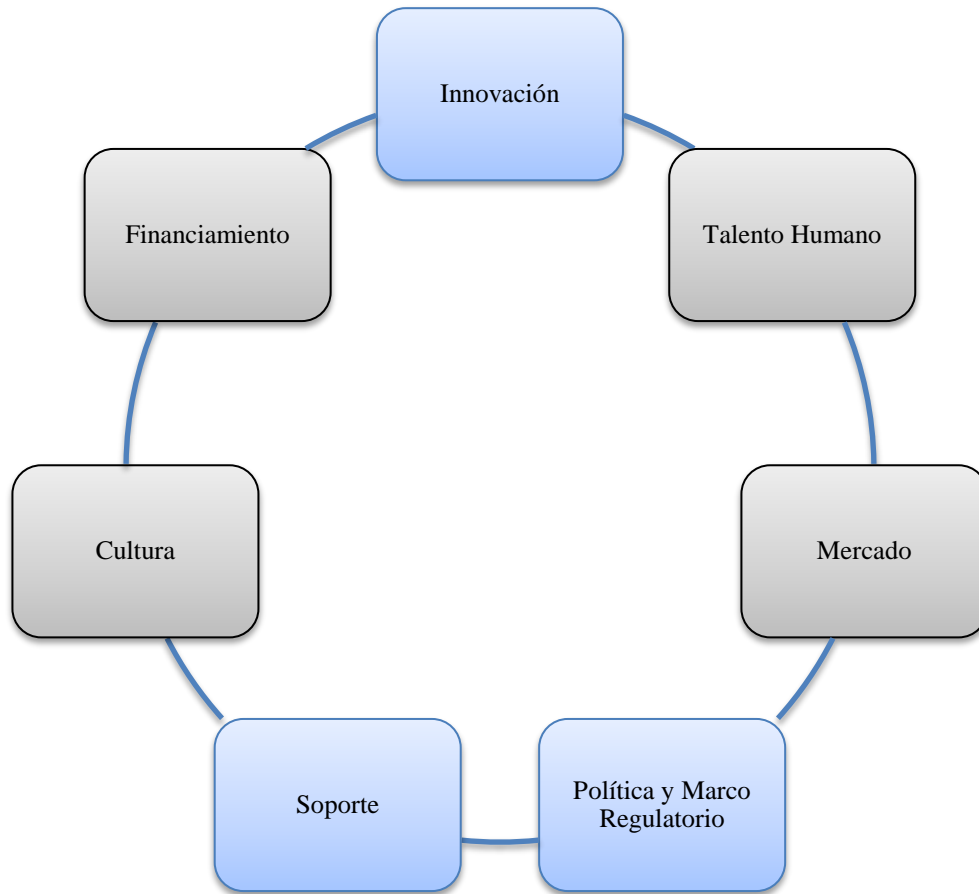 Innovación
Financiamiento
Talento Humano
Cultura
Mercado
Soporte
Política y Marco
Regulatorio